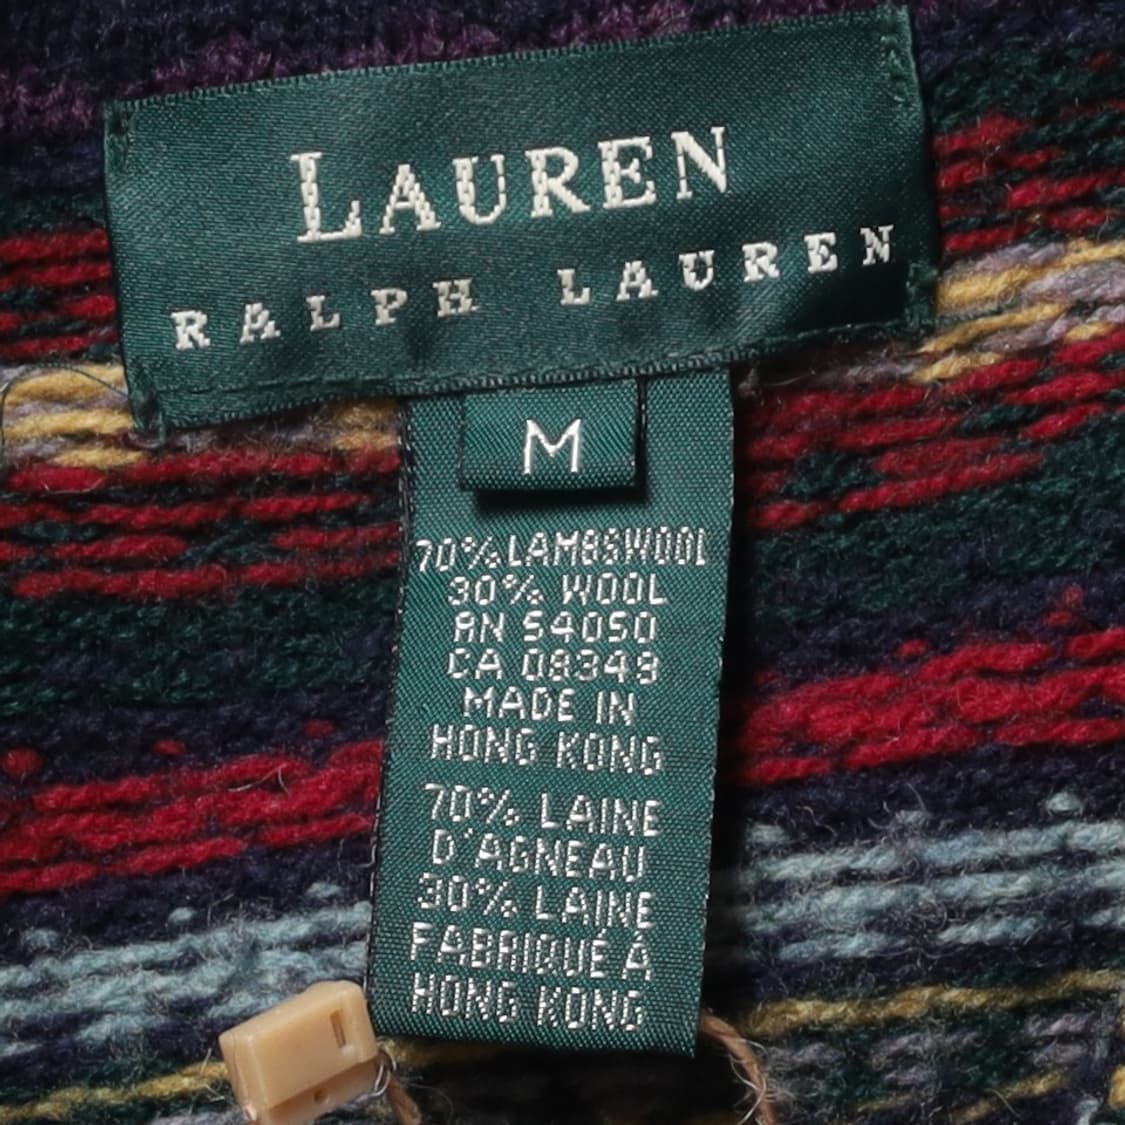 LAUREN
RALPH LAUREN
M
70% LAMBSWOOL
30% WOOL
RN 54050
CA 08349
MADE IN
HONG KONG
70% LAINE
D'AGNEAU
30% LAINE
FABRIQUÉ À
HONG KONG